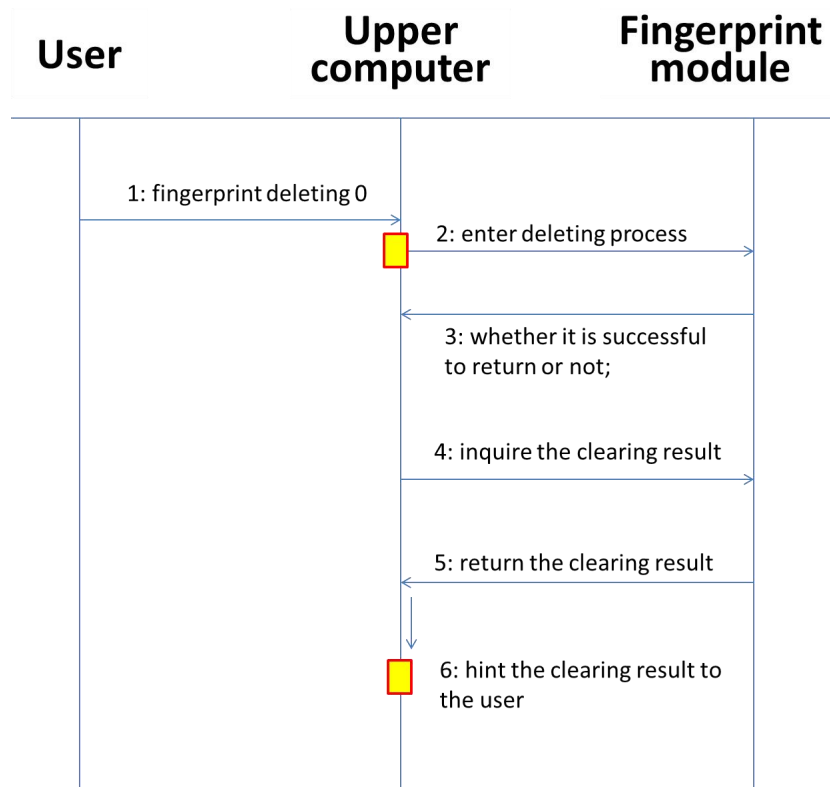 User
Upper
computer
Fingerprint
module
1: fingerprint deleting 0
2: enter deleting process
3: whether it is successful
to return or not;
4: inquire the clearing result
5: return the clearing result
6: hint the clearing result to
the user